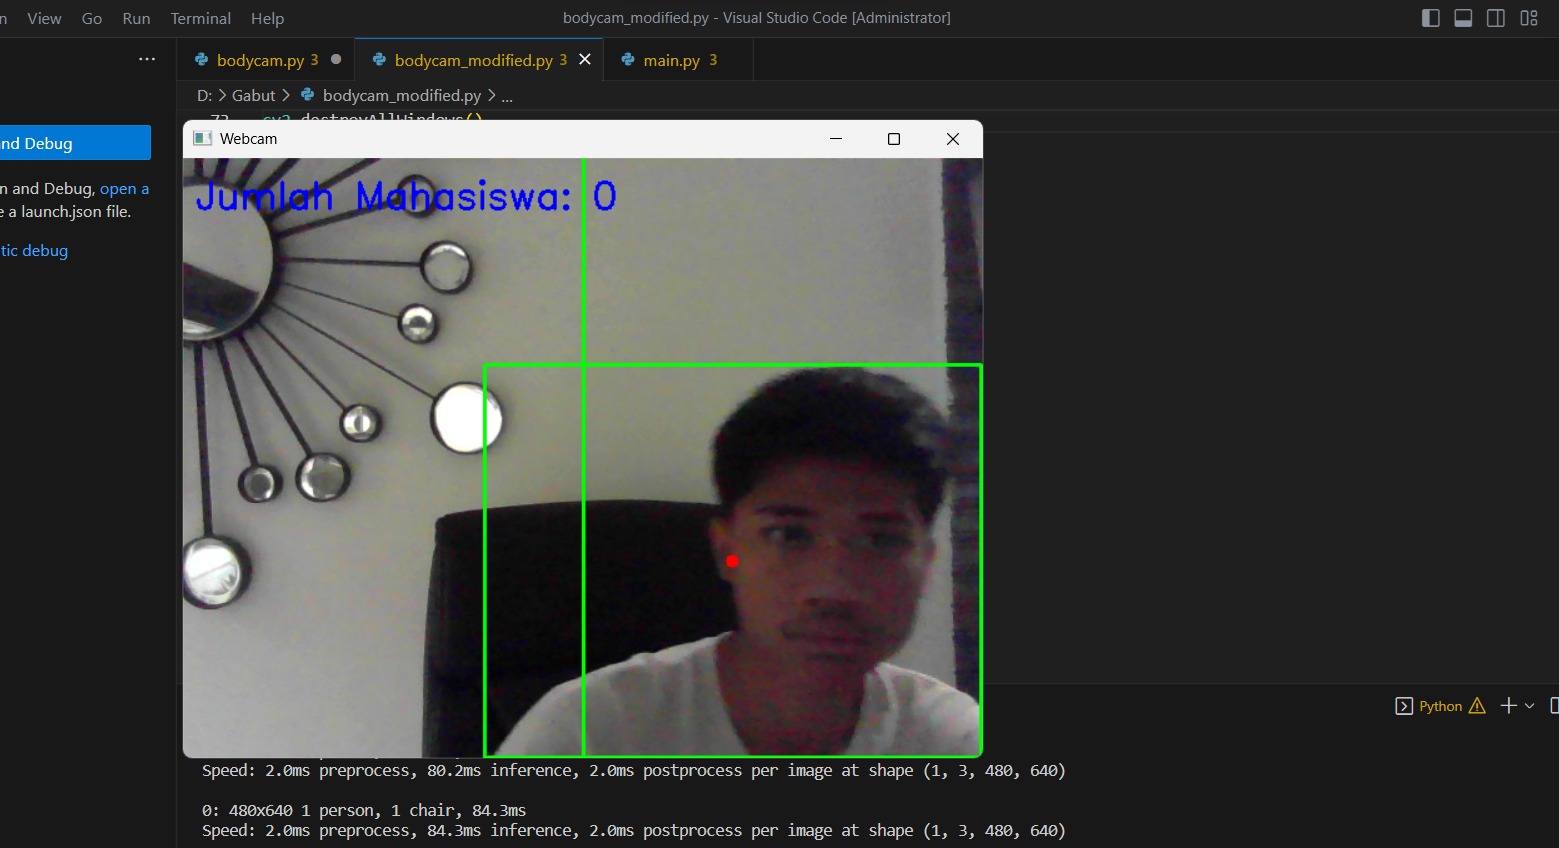 View Go Run Terminal Help
bodycam_modified.py - Visual Studio Code [Administrator]
bodycam.py 3
bodycam_modified.py 3
main.py 3
D: > Gabut > bodycam_modified.py > ...
73 cv2.destroyAllWindows()
Webcam
Jumlah Mahasiswa: 0
and Debug
n and Debug, open a
e a launch.json file.
tic debug
Python
Speed: 2.0ms preprocess, 80.2ms inference, 2.0ms postprocess per image at shape (1, 3, 480, 640)
0: 480x640 1 person, 1 chair, 84.3ms
Speed: 2.0ms preprocess, 84.3ms inference, 2.0ms postprocess per image at shape (1, 3, 480, 640)